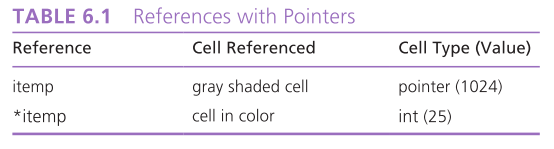 TABLE 6.1 References with Pointers
Reference Cell Referenced Cell Type (Value)
itemp gray shaded cell pointer (1024)
*itemp cell in color int (25)